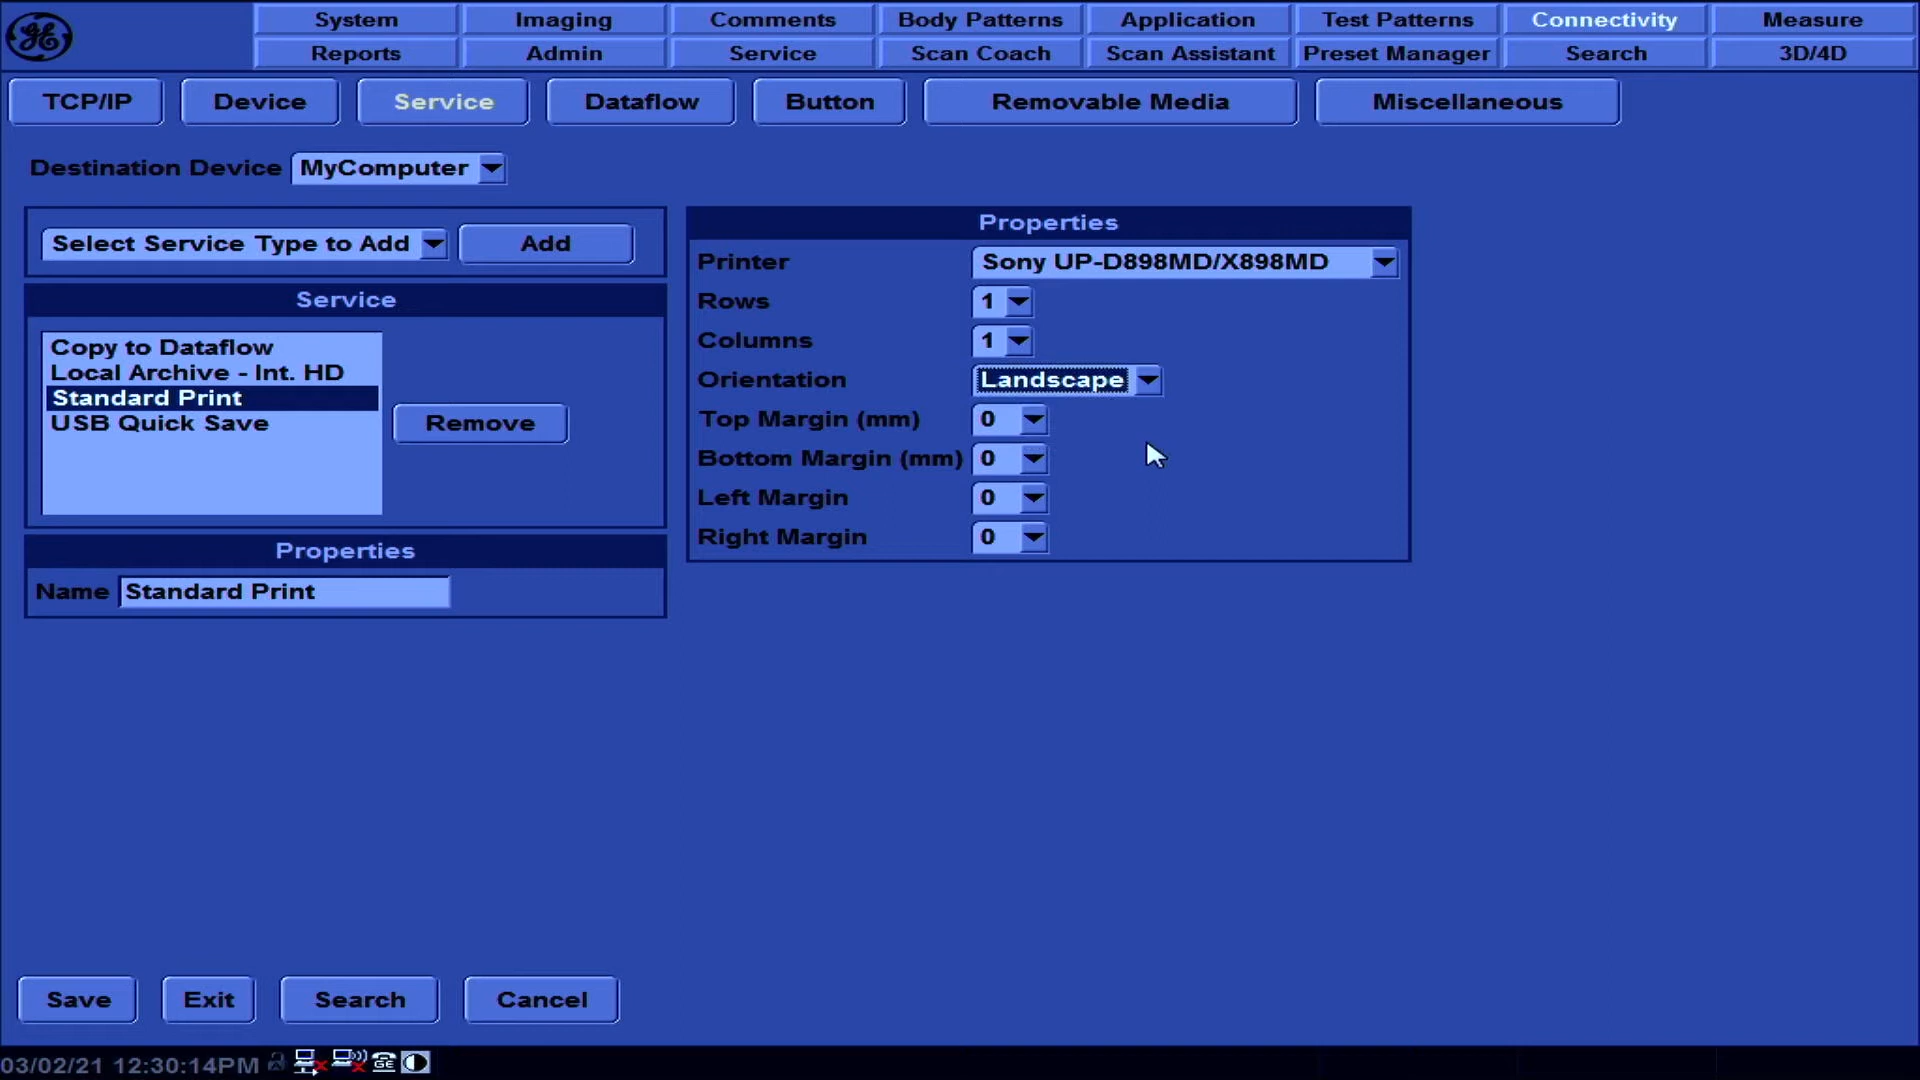 System Imaging Comments Body Patterns Application Test Patterns Connectivity Measure
Reports Admin Service Scan Coach Scan Assistant Preset Manager Search 3D/4D
TCP/IP Device Service Dataflow Button Removable Media Miscellaneous
Destination Device MyComputer
Select Service Type to Add Add
Service
Copy to Dataflow
Local Archive - Int. HD
Standard Print
USB Quick Save
Remove
Properties
Name Standard Print
Properties
Printer Sony UP-D898MD/X898MD
Rows 1
Columns 1
Orientation Landscape
Top Margin (mm) 0
Bottom Margin (mm) 0
Left Margin 0
Right Margin 0
Save Exit Search Cancel
03/02/21 12:30:14PM GE